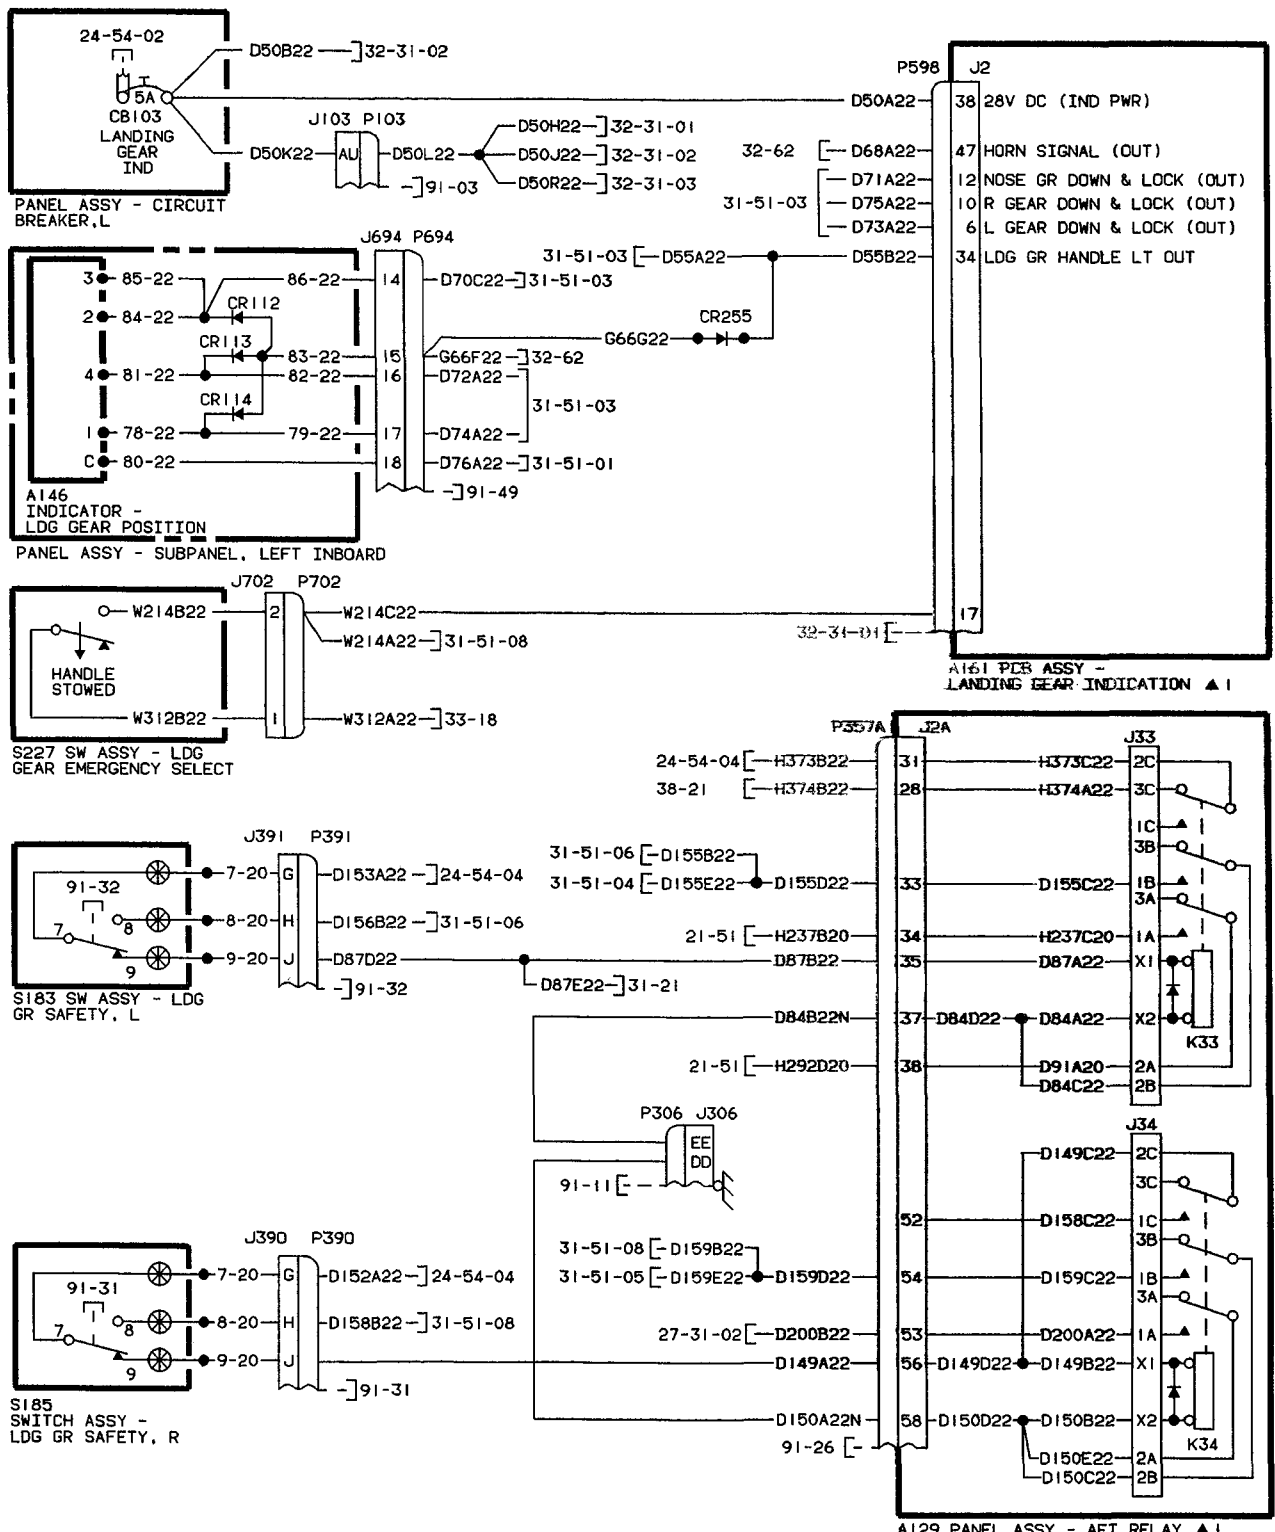 24-54-02
D50B22 32-31-02
5A
CB103
LANDING
GEAR
IND
D50K22
J103 P103
AU
D50L22
D50H22 32-31-01
D50J22 32-31-02
D50R22 32-31-03
91-03
PANEL ASSY - CIRCUIT
BREAKER,L
P598 J2
D50A22 38 28V DC (IND PWR)
32-62 D68A22 47 HORN SIGNAL (OUT)
D71A22 12 NOSE GR DOWN & LOCK (OUT)
31-51-03 D75A22 10 R GEAR DOWN & LOCK (OUT)
D73A22 6 L GEAR DOWN & LOCK (OUT)
31-51-03 D55A22 D55B22 34 LDG GR HANDLE LT OUT
J694 P694
3 85-22 86-22 14 D70C22 31-51-03
2 84-22 CR112
CR255
G66G22
CR113 83-22 15 G66F22 32-62
4 81-22 82-22 16 D72A22
CR114
31-51-03
1 78-22 79-22 17 D74A22
C 80-22 18 D76A22 31-51-01
91-49
A146
INDICATOR -
LDG GEAR POSITION
PANEL ASSY - SUBPANEL, LEFT INBOARD
J702 P702
W214B22 2 W214C22 17
W214A22 31-51-08
32-31-01
HANDLE
STOWED
W312B22 1 W312A22 33-18
S227 SW ASSY - LDG
GEAR EMERGENCY SELECT
A161 PCB ASSY -
LANDING GEAR INDICATION ▲1
P357A J2A
J33
24-54-04 H373B22 31 H373C22 2C
38-21 H374B22 28 H374A22 3C
1C
3B
31-51-06 D155B22
31-51-04 D155E22 D155D22 33 D155C22 1B
3A
21-51 H237B20 34 H237C20 1A
J391 P391
7-20 G D153A22 24-54-04
91-32
8 8-20 H D156B22 31-51-06
7
9 9-20 J D87D22 D87B22 35 D87A22 X1
D87E22 31-21
91-32
S183 SW ASSY - LDG
GR SAFETY, L
D84B22N 37 D84D22 D84A22 X2
K33
21-51 H292D20 38 D91A20 2A
D84C22 2B
P306 J306
EE
DD
91-11
J34
D149C22 2C
3C
52 D158C22 1C
3B
31-51-08 D159B22
31-51-05 D159E22 D159D22 54 D159C22 1B
3A
27-31-02 D200B22 53 D200A22 1A
J390 P390
7-20 G D152A22 24-54-04
91-31
8 8-20 H D158B22 31-51-08
7
9 9-20 J D149A22 56 D149D22 D149B22 X1
91-31
S185
SWITCH ASSY -
LDG GR SAFETY, R
D150A22N 58 D150D22 D150B22 X2
K34
91-26
D150E22 2A
D150C22 2B
A129 PANEL ASSY - AFT RELAY ▲1